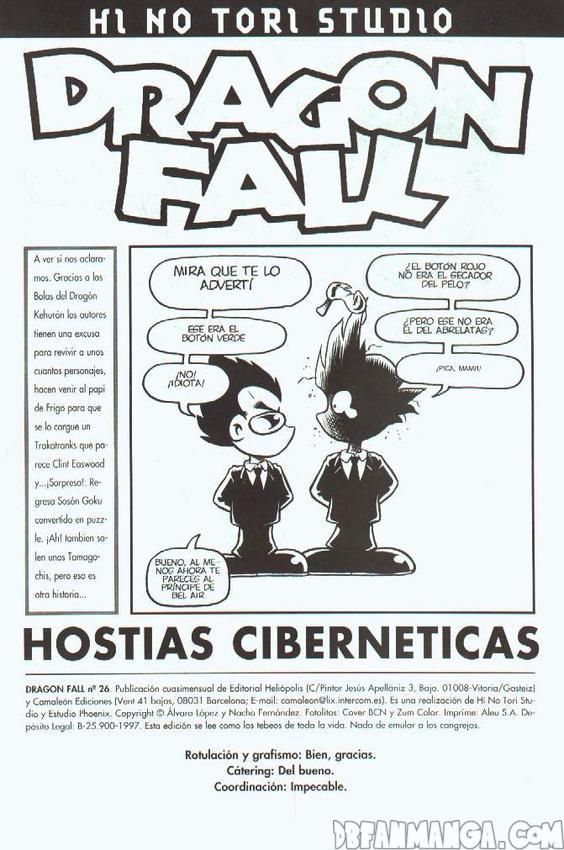 HI NO TORI STUDIO
DRAGON
FALL
A ver si nos aclara-
mos. Gracias a las
Bolas del Dragón
Kehurón los autores
tienen una excusa
para revivir a unos
cuantos personajes,
hacen venir al papi
de Frigo para que
se lo cargue un
Trakatranks que pa-
rece Clint Easwood
y...¡Sorpresa!: Re-
gresa Sosón Goku
convertido en puzz-
le. ¡Ah! tambien sa-
len unos Tamago-
chis, pero eso es
otra historia...
MIRA QUE TE LO
ADVERTÍ
ESE ERA EL
BOTÓN VERDE
¡NO!
¡IDIOTA!
¿EL BOTÓN ROJO
NO ERA EL SECADOR
DEL PELO?
¿PERO ESE NO ERA
EL DEL ABRELATAS?
¡PICA, MAMI!
BUENO, AL ME-
NOS AHORA TE
PARECES AL
PRÍNCIPE DE
BEL AIR
HOSTIAS CIBERNETICAS
DRAGON FALL nº 26. Publicación cuasimensual de Editorial Heliópolis (C/Pintor Jesús Apellániz 3, Bajo. 01008-Vitoria/Gasteiz)
y Camaleón Ediciones (Vent 41 bajos, 08031 Barcelona; E-mail: camaleon@lix.intercom.es). Es una realización de Hi No Tori Stu-
dio y Estudio Phoenix. Copyright © Álvaro López y Nacho Fernández. Fotolitos: Cover BCN y Zum Color. Imprime: Aleu S.A. De-
pósito Legal: B-25.900-1997. Esta edición se lee como los tebeos de toda la vida. Nada de emular a los cangrejos.
Rotulación y grafismo: Bien, gracias.
Cátering: Del bueno.
Coordinación: Impecable.
DBFANMANGA.COM